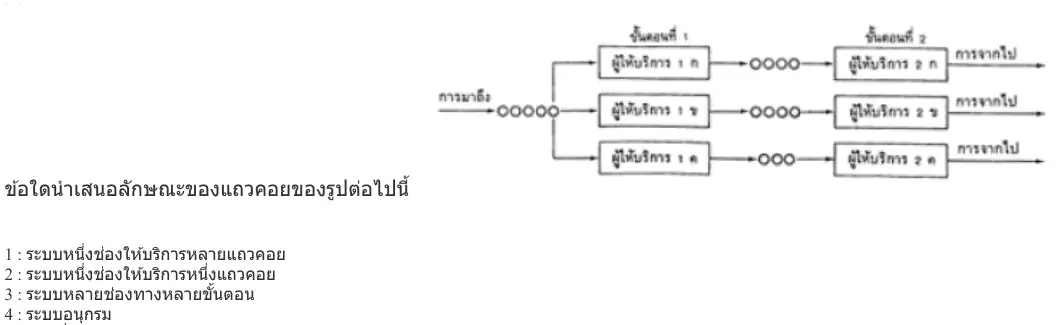 ขั้นตอนที่ 1
ขั้นตอนที่ 2
ผู้ให้บริการ 1 ก
ผู้ให้บริการ 2 ก
การจากไป
การมาถึง
ผู้ให้บริการ 1 ข
ผู้ให้บริการ 2 ข
การจากไป
ผู้ให้บริการ 1 ค
ผู้ให้บริการ 2 ค
การจากไป
ข้อใดนำเสนอลักษณะของแถวคอยของรูปต่อไปนี้
1 : ระบบหนึ่งช่องให้บริการหลายแถวคอย
2 : ระบบหนึ่งช่องให้บริการหนึ่งแถวคอย
3 : ระบบหลายช่องทางหลายขั้นตอน
4 : ระบบอนุกรม